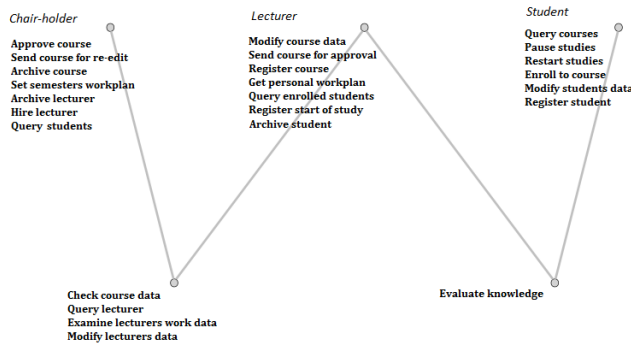 Chair-holder
Approve course
Send course for re-edit
Archive course
Set semesters workplan
Archive lecturer
Hire lecturer
Query students
Lecturer
Modify course data
Send course for approval
Register course
Get personal workplan
Query enrolled students
Register start of study
Archive student
Student
Query courses
Pause studies
Restart studies
Enroll to course
Modify students data
Register student
Check course data
Query lecturer
Examine lecturers work data
Modify lecturers data
Evaluate knowledge